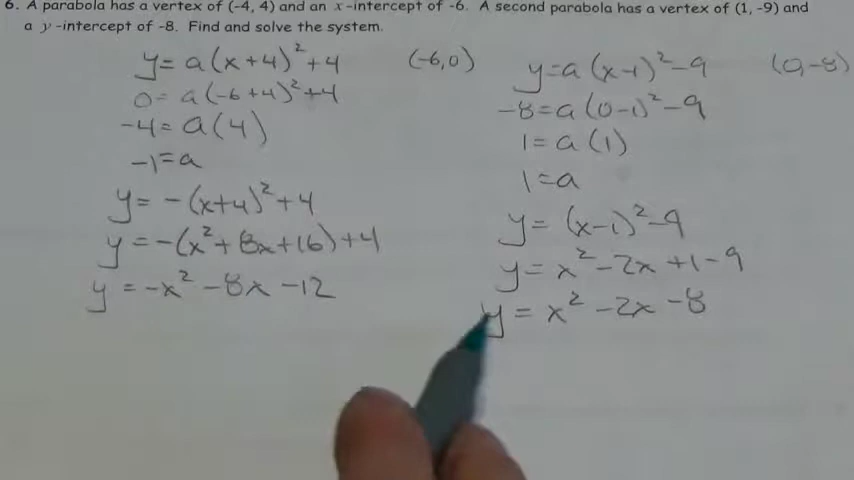 6. A parabola has a vertex of (-4, 4) and an x-intercept of -6. A second parabola has a vertex of (1, -9) and
a y-intercept of -8. Find and solve the system.
y = a(x+4)² + 4
(-6,0)
0 = a(-6+4)² + 4
-4 = a(4)
-1 = a
y = -(x+4)² + 4
y = -(x² + 8x + 16) + 4
y = -x² - 8x - 12
y = a(x-1)² - 9
(0,-8)
-8 = a(0-1)² - 9
1 = a(1)
1 = a
y = (x-1)² - 9
y = x² - 2x + 1 - 9
y = x² - 2x - 8